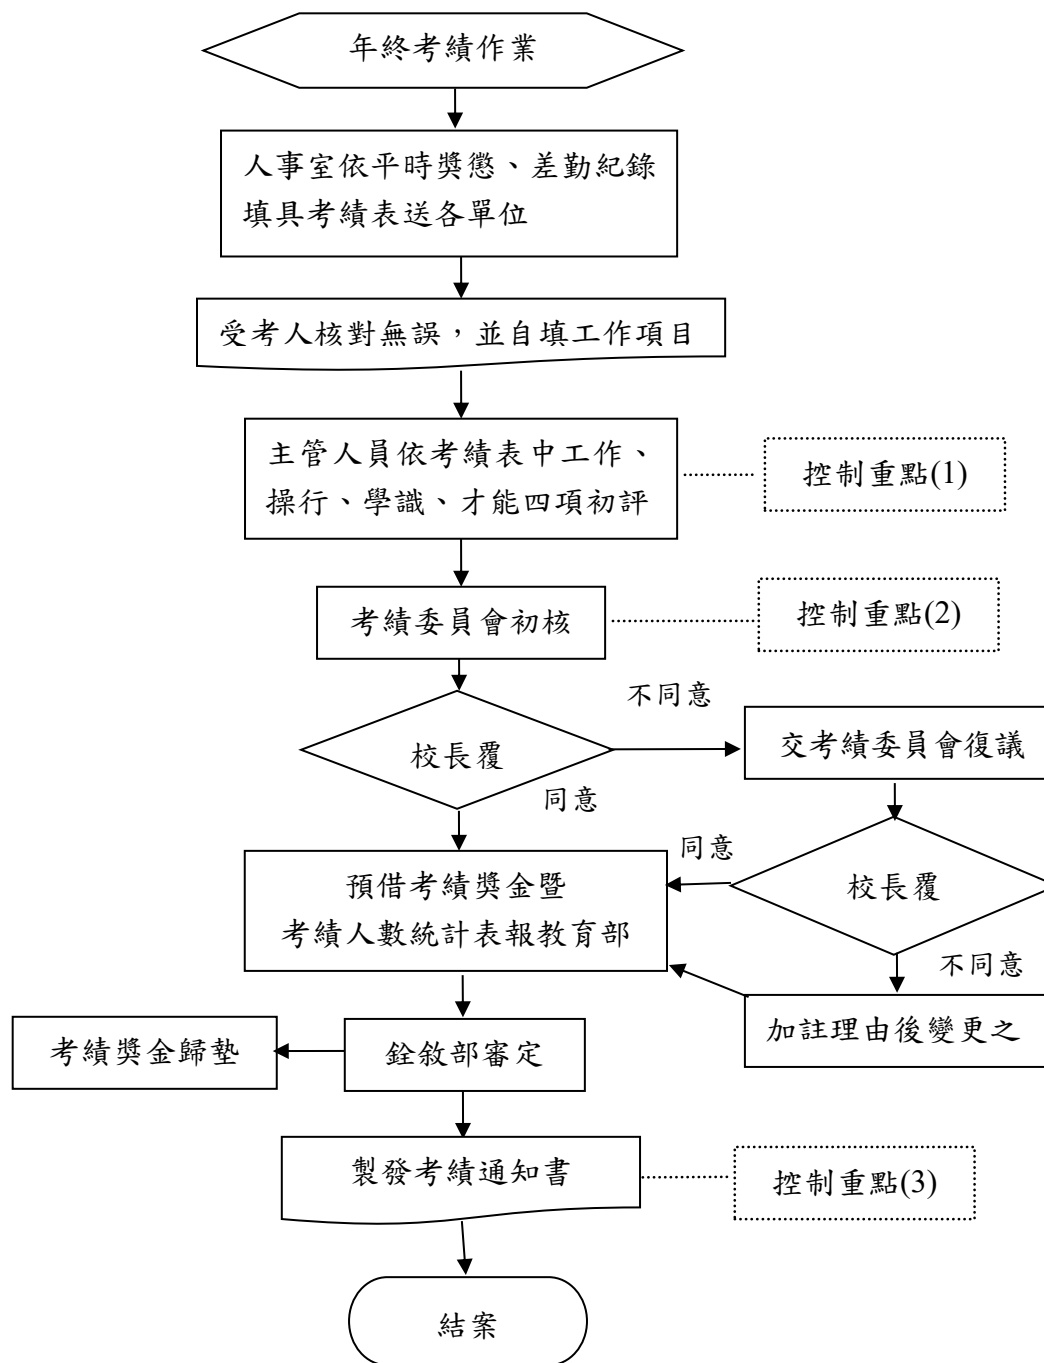 年終考績作業
人事室依平時獎懲、差勤紀錄
填具考績表送各單位
受考人核對無誤，並自填工作項目
主管人員依考績表中工作、
操行、學識、才能四項初評
控制重點(1)
考績委員會初核
控制重點(2)
不同意
校長覆
交考績委員會復議
同意
同意
校長覆
預借考績獎金暨
考績人數統計表報教育部
不同意
加註理由後變更之
考績獎金歸墊
銓敘部審定
製發考績通知書
控制重點(3)
結案